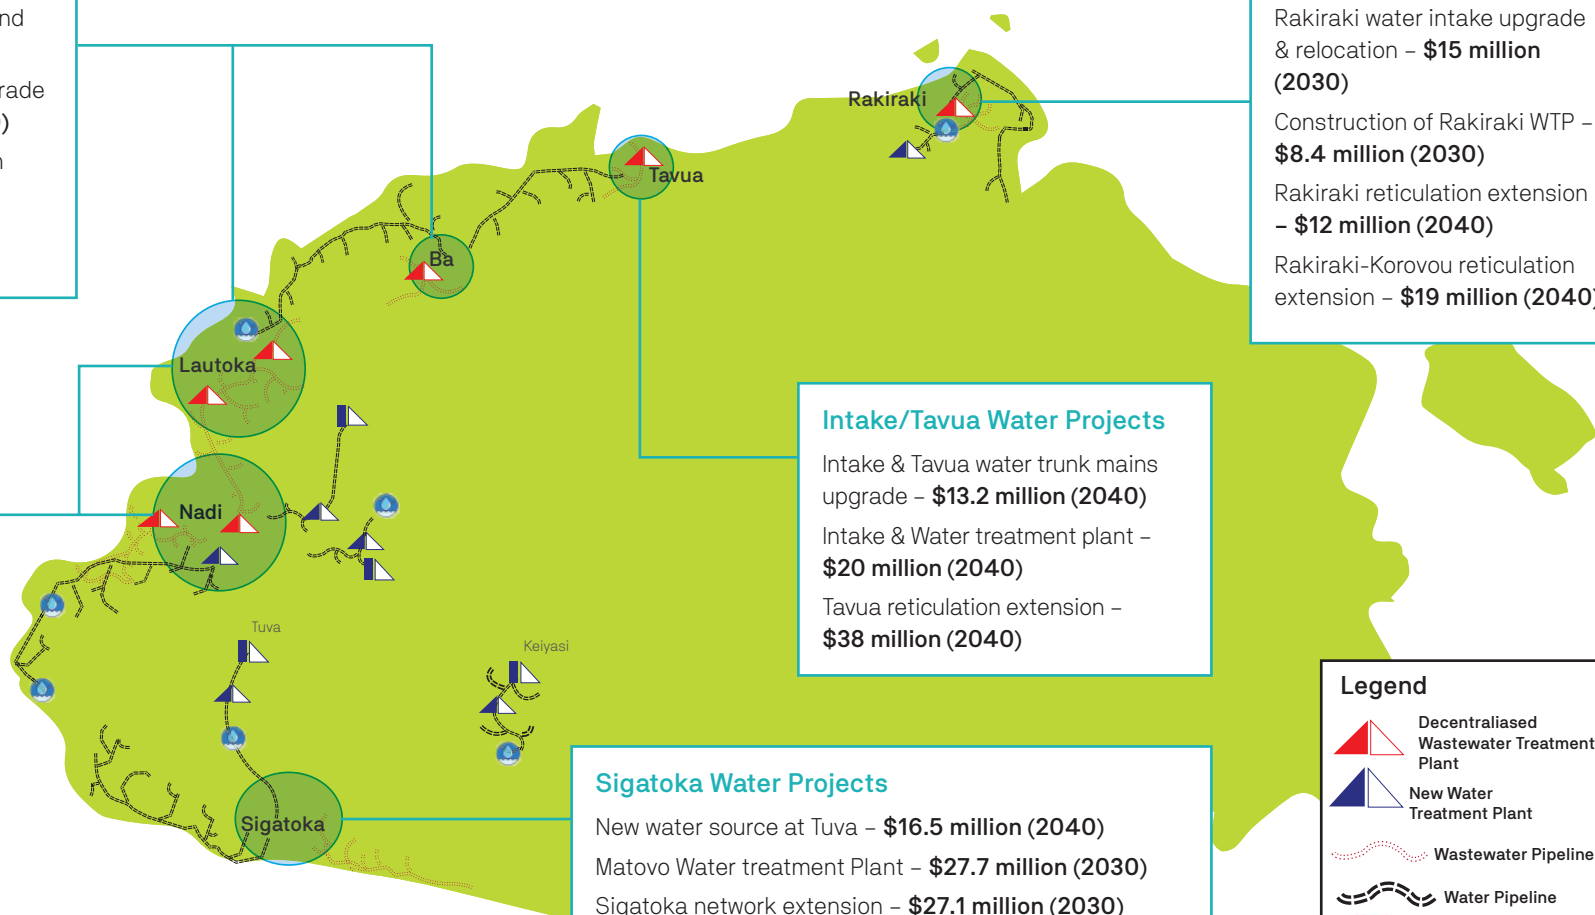 nd
rade
)
n
Rakiraki water intake upgrade
& relocation – $15 million
(2030)
Construction of Rakiraki WTP –
$8.4 million (2030)
Rakiraki reticulation extension
– $12 million (2040)
Rakiraki-Korovou reticulation
extension – $19 million (2040)
Rakiraki
Tavua
Ba
Lautoka
Nadi
Tuva
Keiyasi
Sigatoka
Intake/Tavua Water Projects
Intake & Tavua water trunk mains
upgrade – $13.2 million (2040)
Intake & Water treatment plant –
$20 million (2040)
Tavua reticulation extension –
$38 million (2040)
Sigatoka Water Projects
New water source at Tuva – $16.5 million (2040)
Matovo Water treatment Plant – $27.7 million (2030)
Sigatoka network extension – $27.1 million (2030)
Legend
Decentraliased
Wastewater Treatment
Plant
New Water
Treatment Plant
Wastewater Pipeline
Water Pipeline